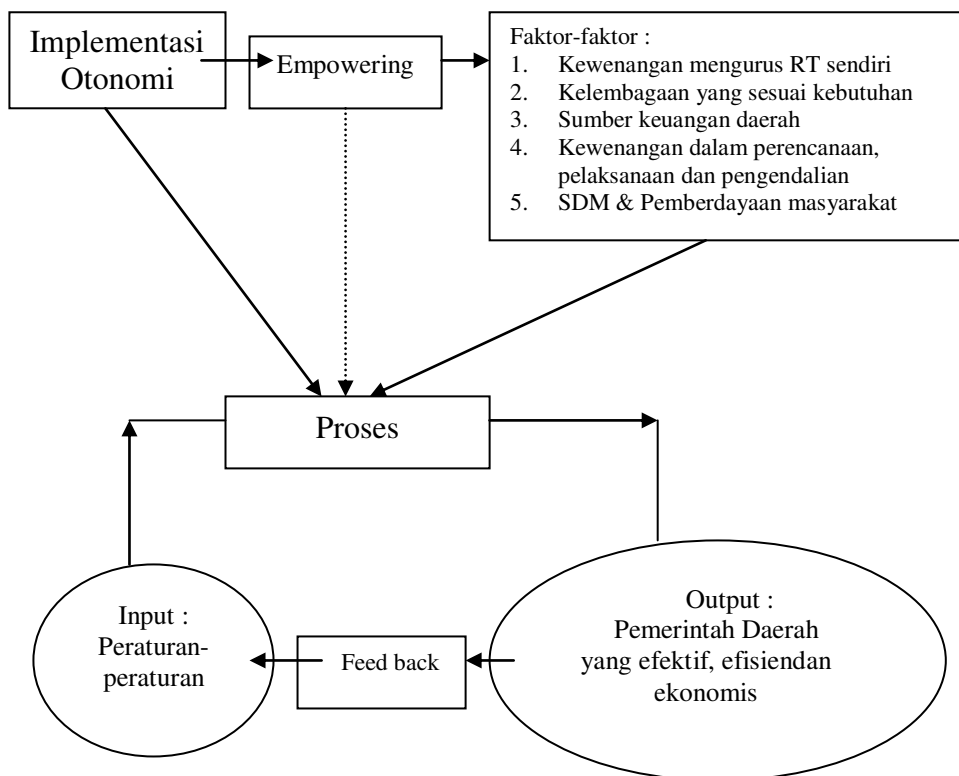 Implementasi
Otonomi
Empowering
Faktor-faktor :
1. Kewenangan mengurus RT sendiri
2. Kelembagaan yang sesuai kebutuhan
3. Sumber keuangan daerah
4. Kewenangan dalam perencanaan,
pelaksanaan dan pengendalian
5. SDM & Pemberdayaan masyarakat
Proses
Input :
Peraturan-
peraturan
Feed back
Output :
Pemerintah Daerah
yang efektif, efisiendan
ekonomis